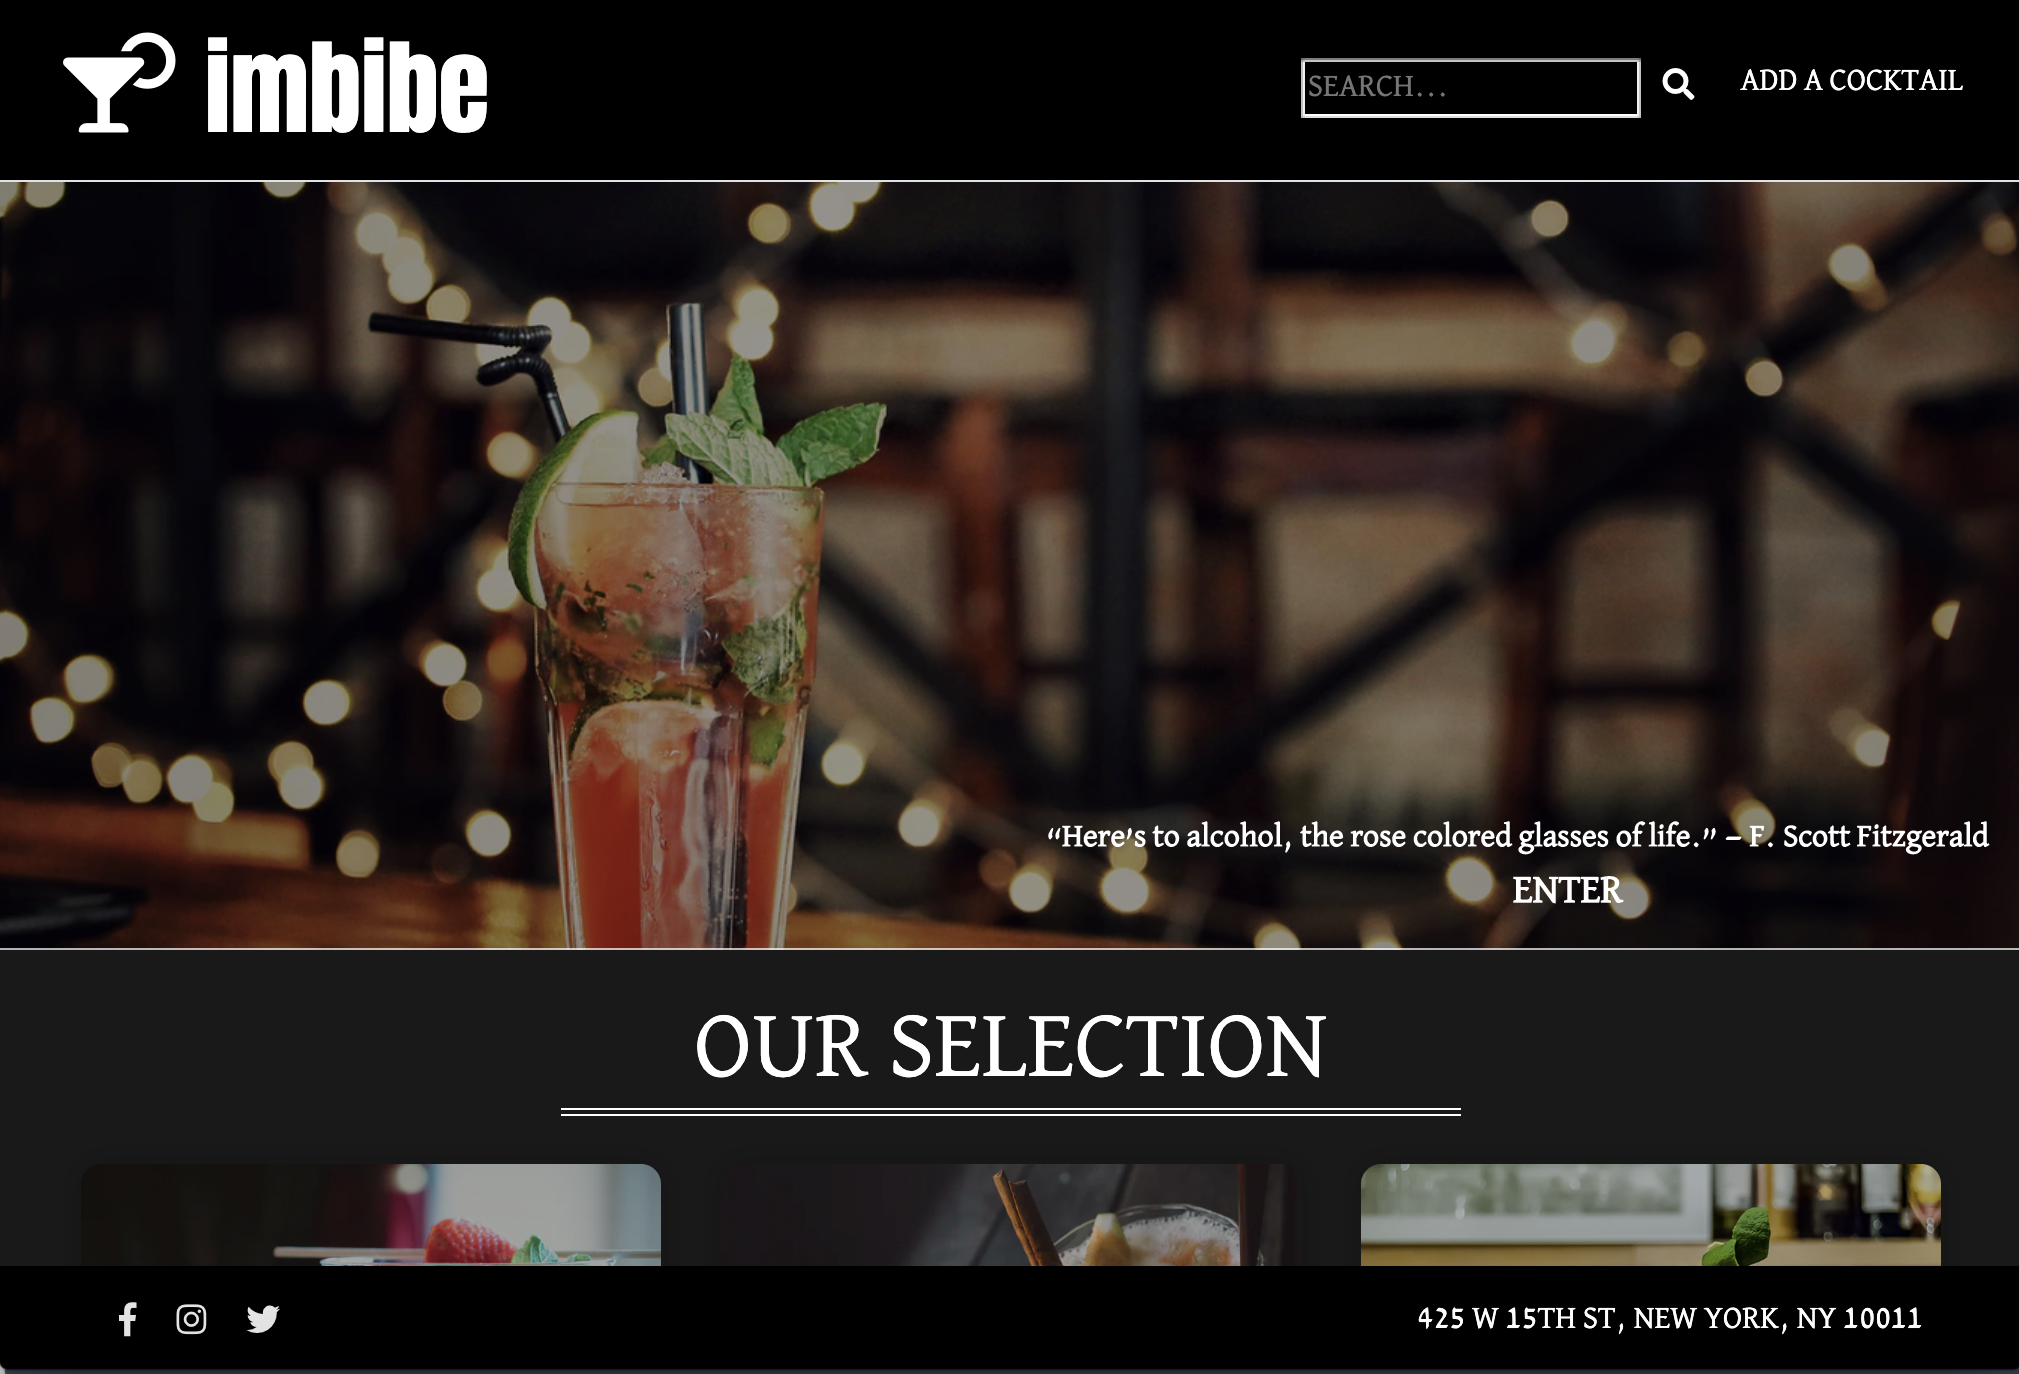 imbibe
SEARCH...
ADD A COCKTAIL
“Here’s to alcohol, the rose colored glasses of life.” – F. Scott Fitzgerald
ENTER
OUR SELECTION
425 W 15TH ST, NEW YORK, NY 10011